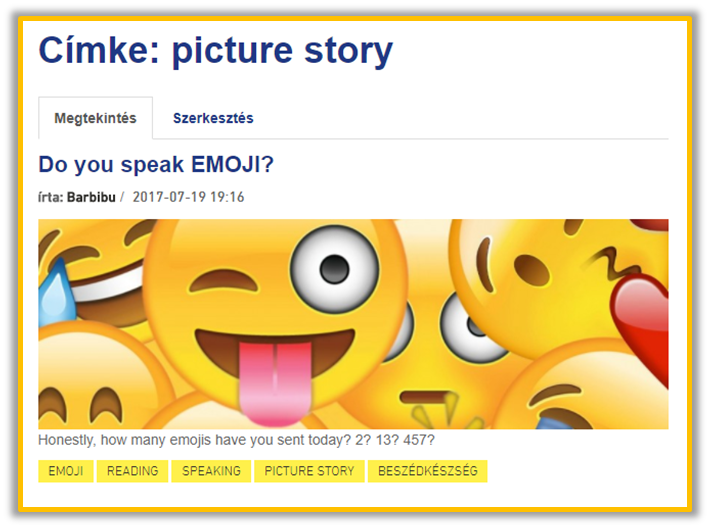 Címke: picture story
Megtekintés Szerkesztés
Do you speak EMOJI?
írta: Barbibu / 2017-07-19 19:16
Honestly, how many emojis have you sent today? 2? 13? 457?
EMOJI READING SPEAKING PICTURE STORY BESZÉDKÉSZSÉG